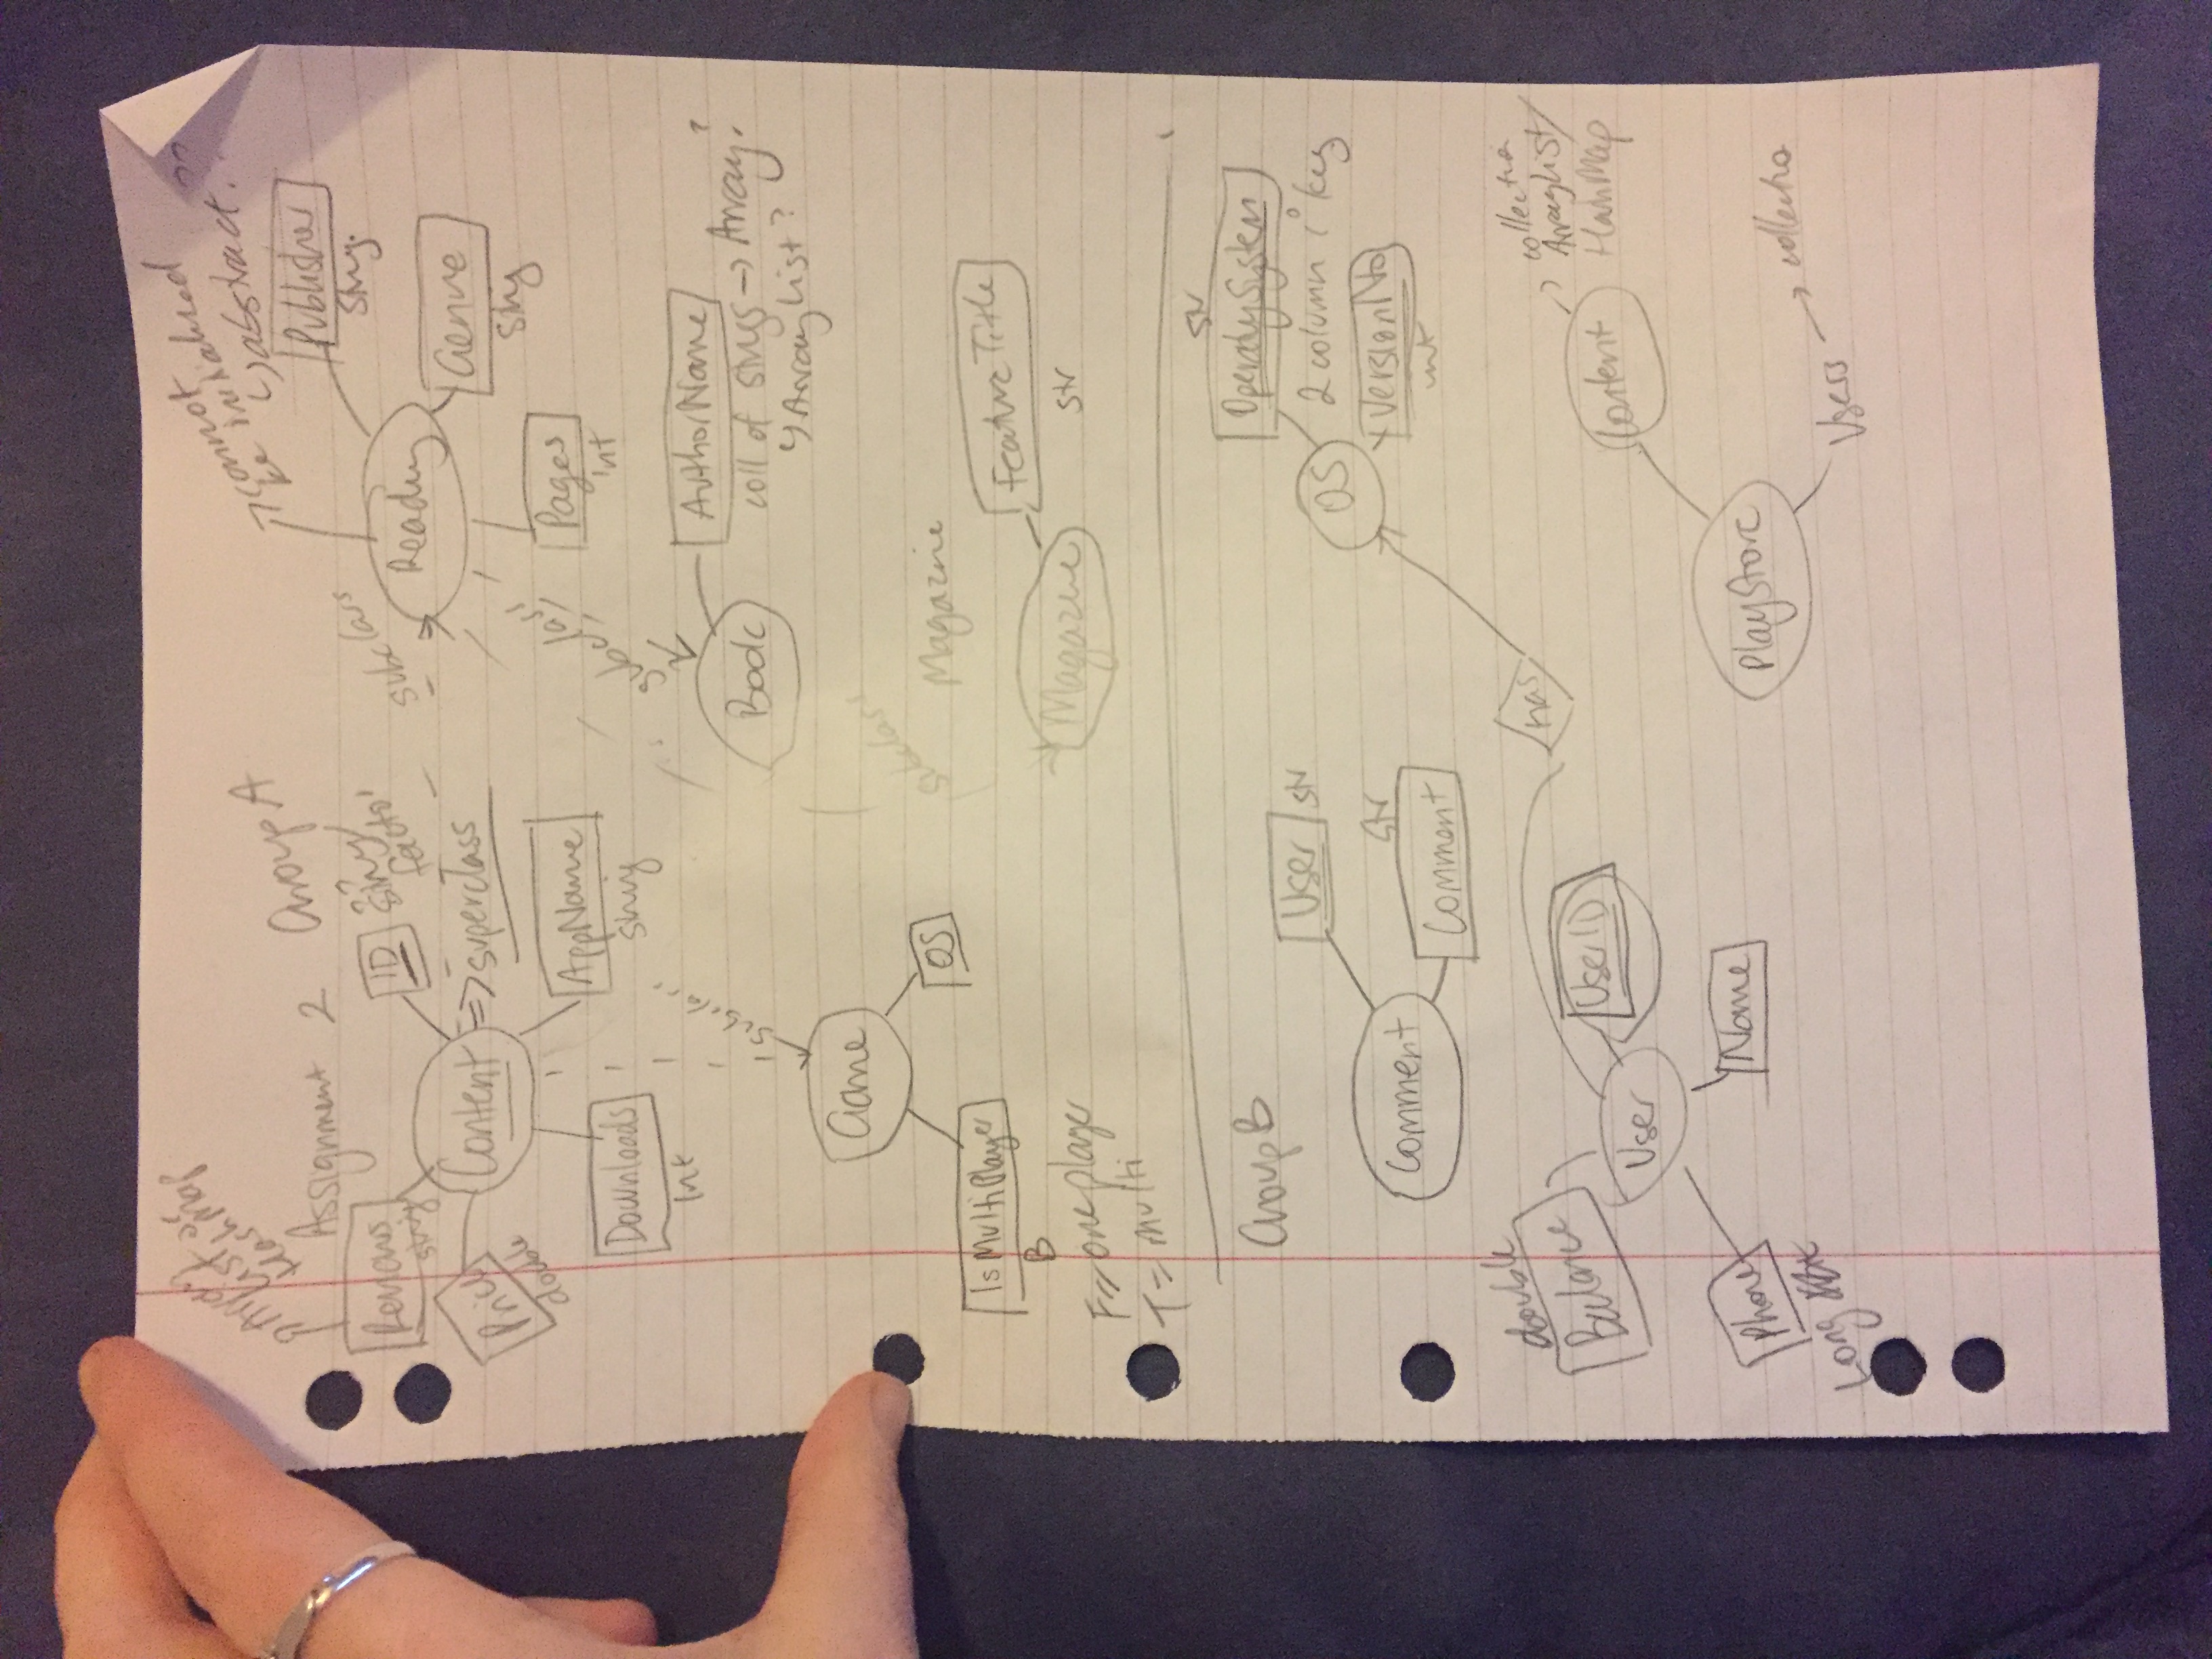 Array
List or
HashMap
cannot
be initialized
↳ abstract??
Assignment 2 Group A
Reviews
string
ID
??
string
Publisher
string
subclass
Reading
Price
double
Content
=> superclass
Genre
string
Downloads
int
AppName
string
Pages
int
subclass
subclass
Book
AuthorName
coll of strings → Array?
↳ ArrayList?
Game
OS
IsMultiPlayer
B
F = one player
T = multi
subclass
Magazine
Magazine
FeatureTitle
str
Group B
User str
Comment
str
Comment
str
OperatingSystem
OS
2 column key
VersionNo
int
has
double
Balance
User
UserID
Phone
Long
Name
Content
collection
ArrayList/
HashMap
PlayStore
Users → collectio